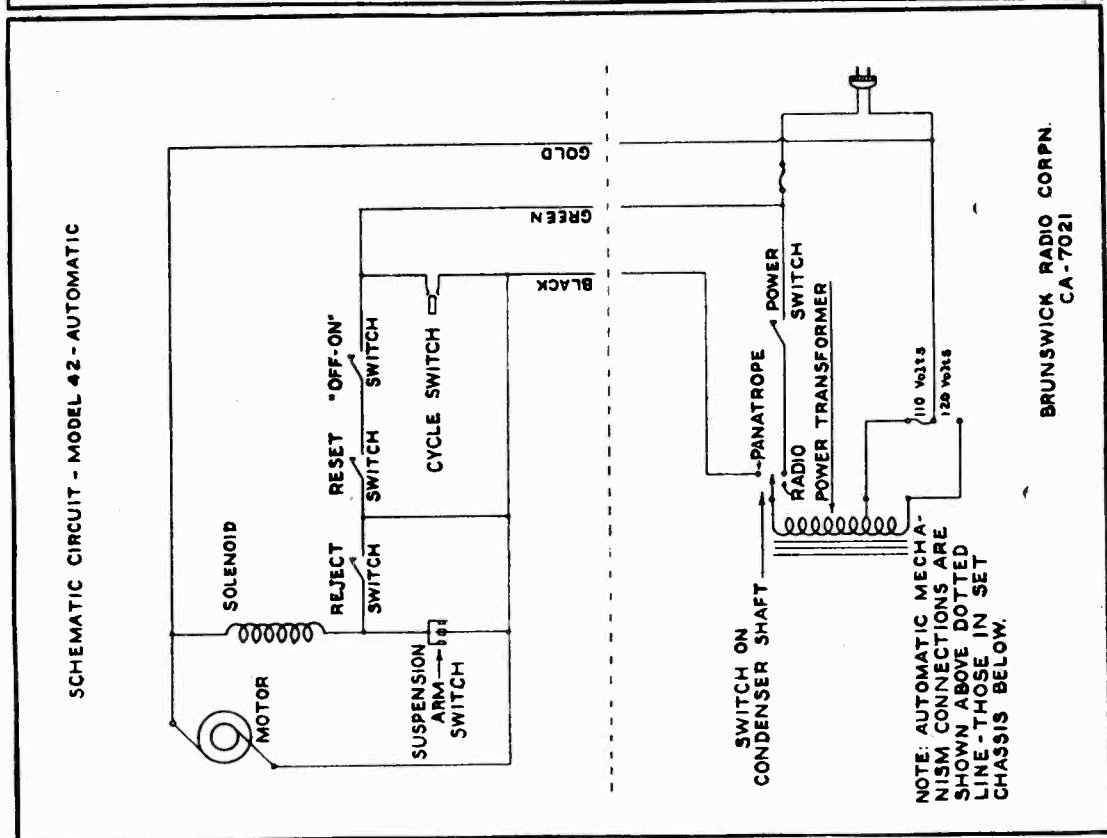 SCHEMATIC CIRCUIT - MODEL 42 - AUTOMATIC
MOTOR
SOLENOID
SUSPENSION
ARM
SWITCH
REJECT
SWITCH
RESET
SWITCH
"OFF-ON"
SWITCH
CYCLE SWITCH
GOLD
GREEN
BLACK
SWITCH ON
CONDENSER SHAFT
PANATROPE
RADIO
POWER
SWITCH
POWER TRANSFORMER
110 Volts
120 Volts
NOTE: AUTOMATIC MECHA-
NISM CONNECTIONS ARE
SHOWN ABOVE DOTTED
LINE - THOSE IN SET
CHASSIS BELOW.
BRUNSWICK RADIO CORPN.
CA-7021